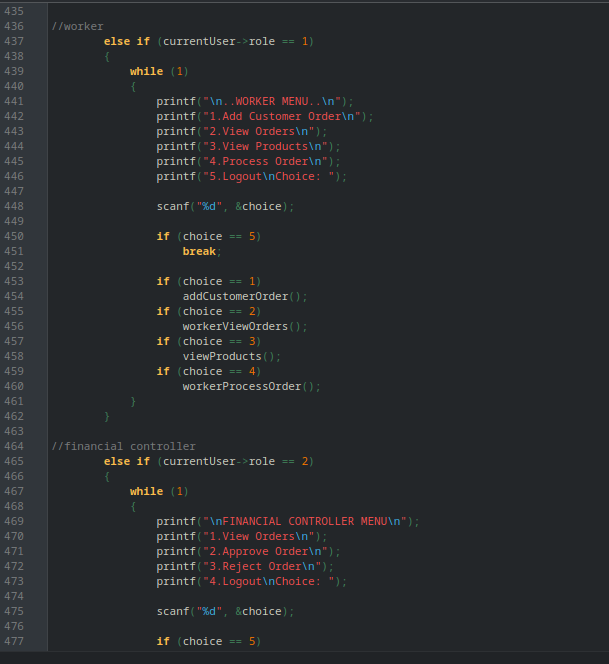 435
436 //worker
437         else if (currentUser->role == 1)
438         {
439             while (1)
440             {
441                 printf("\n..WORKER MENU..\n");
442                 printf("1.Add Customer Order\n");
443                 printf("2.View Orders\n");
444                 printf("3.View Products\n");
445                 printf("4.Process Order\n");
446                 printf("5.Logout\nChoice: ");
447
448                 scanf("%d", &choice);
449
450                 if (choice == 5)
451                     break;
452
453                 if (choice == 1)
454                     addCustomerOrder();
455                 if (choice == 2)
456                     workerViewOrders();
457                 if (choice == 3)
458                     viewProducts();
459                 if (choice == 4)
460                     workerProcessOrder();
461             }
462         }
463
464 //financial controller
465         else if (currentUser->role == 2)
466         {
467             while (1)
468             {
469                 printf("\nFINANCIAL CONTROLLER MENU\n");
470                 printf("1.View Orders\n");
471                 printf("2.Approve Order\n");
472                 printf("3.Reject Order\n");
473                 printf("4.Logout\nChoice: ");
474
475                 scanf("%d", &choice);
476
477                 if (choice == 5)